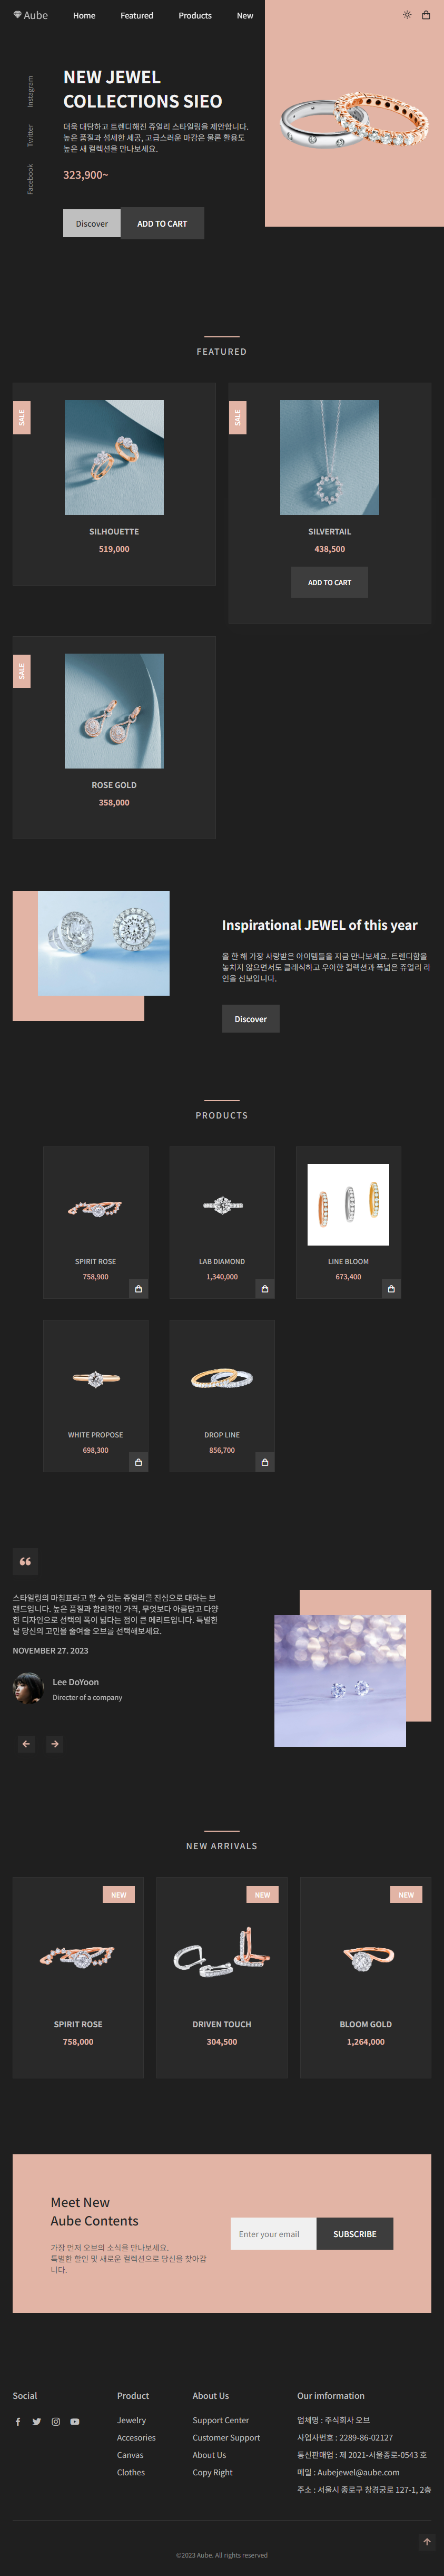 Aube
Home
Featured
Products
New
Instagram
Twitter
Facebook
NEW JEWEL
COLLECTIONS SIEO
더욱 대담하고 트렌디해진 쥬얼리 스타일링을 제안합니다.
높은 품질과 섬세한 세공, 고급스러운 마감은 물론 활용도
높은 새 컬렉션을 만나보세요.
323,900~
Discover
ADD TO CART
FEATURED
SALE
SILHOUETTE
519,000
SALE
SILVERTAIL
438,500
ADD TO CART
SALE
ROSE GOLD
358,000
Inspirational JEWEL of this year
올 한 해 가장 사랑받은 아이템들을 지금 만나보세요. 트렌디함을
놓치지 않으면서도 클래식하고 우아한 컬렉션과 폭넓은 쥬얼리 라
인을 선보입니다.
Discover
PRODUCTS
SPIRIT ROSE
758,900
LAB DIAMOND
1,340,000
LINE BLOOM
673,400
WHITE PROPOSE
698,300
DROP LINE
856,700
스타일링의 마침표라고 할 수 있는 쥬얼리를 진심으로 대하는 브
랜드입니다. 높은 품질과 합리적인 가격, 무엇보다 아름답고 다양
한 디자인으로 선택의 폭이 넓다는 점이 큰 메리트입니다. 특별한
날 당신의 고민을 줄여줄 오브를 선택해보세요.
NOVEMBER 27. 2023
Lee DoYoon
Directer of a company
NEW ARRIVALS
NEW
SPIRIT ROSE
758,000
NEW
DRIVEN TOUCH
304,500
NEW
BLOOM GOLD
1,264,000
Meet New
Aube Contents
가장 먼저 오브의 소식을 만나보세요.
특별한 할인 및 새로운 컬렉션으로 당신을 찾아갑
니다.
Enter your email
SUBSCRIBE
Social
Product
Jewelry
Accesories
Canvas
Clothes
About Us
Support Center
Customer Support
About Us
Copy Right
Our imformation
업체명 : 주식회사 오브
사업자번호 : 2289-86-02127
통신판매업 : 제 2021-서울종로-0543 호
메일 : Aubejewel@aube.com
주소 : 서울시 종로구 창경궁로 127-1, 2층
©2023 Aube. All rights reserved